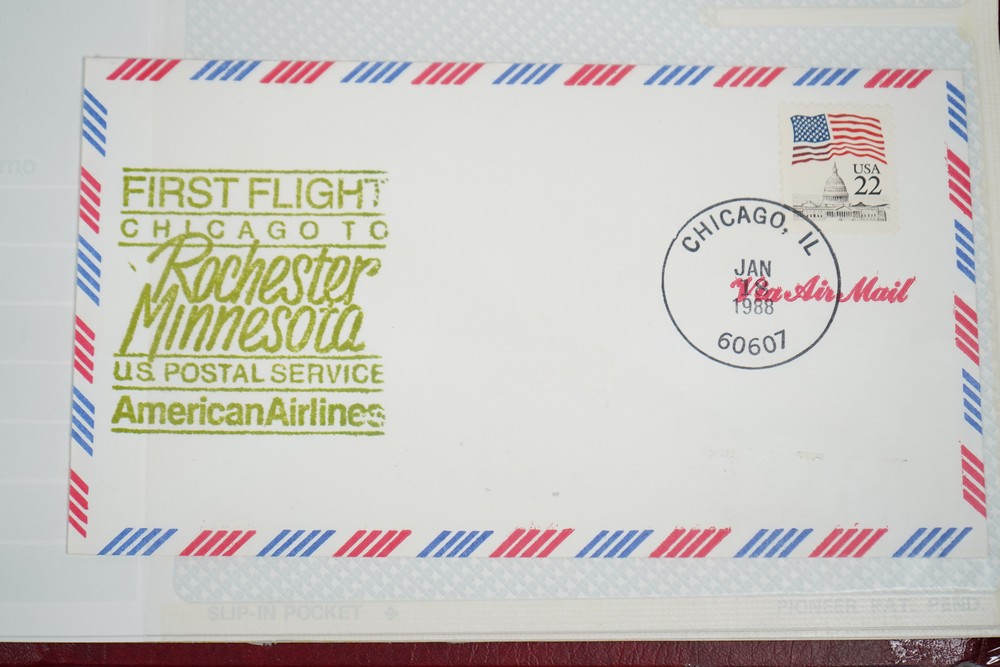 FIRST FLIGHT
CHICAGO TO
Rochester
Minnesota
U.S. POSTAL SERVICE
AmericanAirlines
USA
22
CHICAGO, IL
JAN
18
1988
60607
Via Air Mail
SLIP-IN POCKET
PIONEER PAT. PEND.